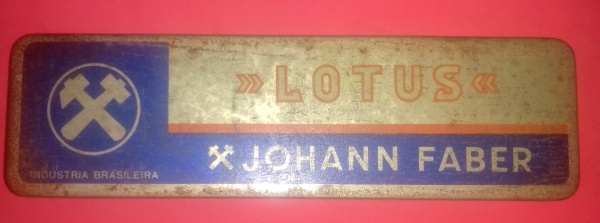 »LOTUS«
JOHANN FABER
INDUSTRIA BRASILEIRA